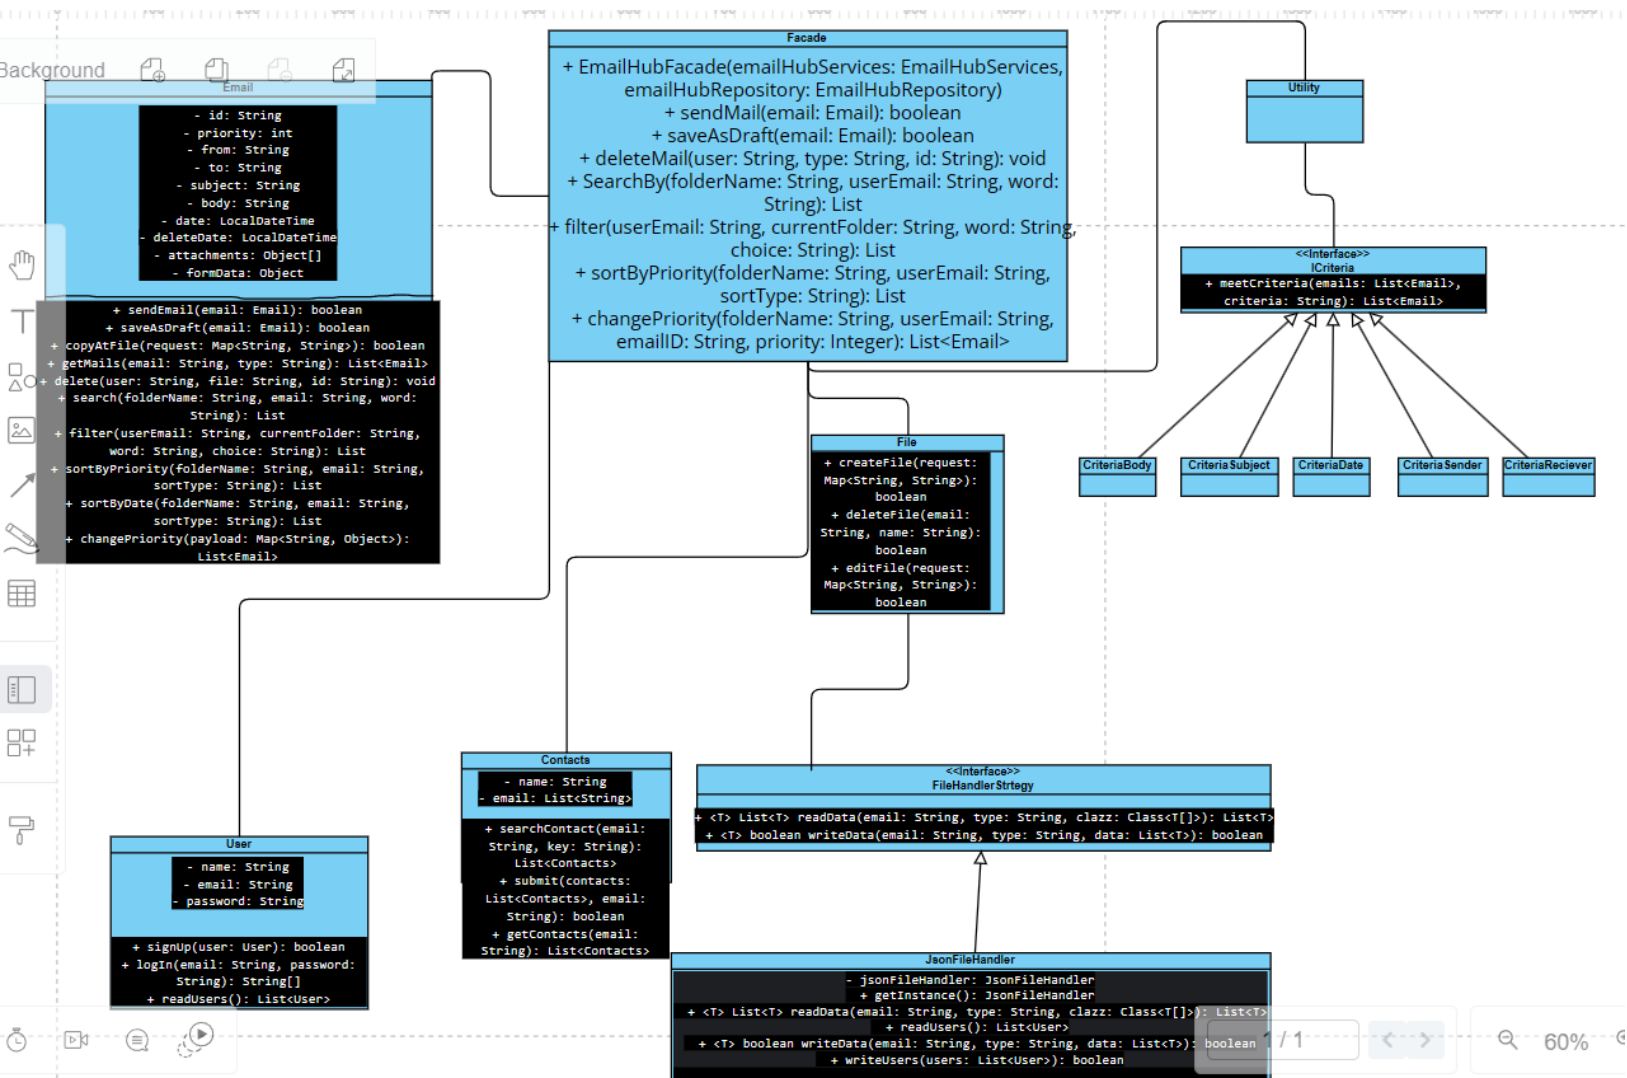 Background
Email
- id: String
- priority: int
- from: String
- to: String
- subject: String
- body: String
- date: LocalDateTime
- deleteDate: LocalDateTime
- attachments: Object[]
- formData: Object
+ sendEmail(email: Email): boolean
+ saveAsDraft(email: Email): boolean
+ copyAtFile(request: Map<String, String>): boolean
+ getMails(email: String, type: String): List<Email>
+ delete(user: String, file: String, id: String): void
+ search(folderName: String, email: String, word:
String): List
+ filter(userEmail: String, currentFolder: String,
word: String, choice: String): List
+ sortByPriority(folderName: String, email: String,
sortType: String): List
+ sortByDate(folderName: String, email: String,
sortType: String): List
+ changePriority(payload: Map<String, Object>):
List<Email>
Facade
+ EmailHubFacade(emailHubServices: EmailHubServices,
emailHubRepository: EmailHubRepository)
+ sendMail(email: Email): boolean
+ saveAsDraft(email: Email): boolean
+ deleteMail(user: String, type: String, id: String): void
+ SearchBy(folderName: String, userEmail: String, word:
String): List
+ filter(userEmail: String, currentFolder: String, word: String,
choice: String): List
+ sortByPriority(folderName: String, userEmail: String,
sortType: String): List
+ changePriority(folderName: String, userEmail: String,
emailID: String, priority: Integer): List<Email>
Utility
<<Interface>>
ICriteria
+ meetCriteria(emails: List<Email>,
criteria: String): List<Email>
CriteriaBody
CriteriaSubject
CriteriaDate
CriteriaSender
CriteriaReciever
File
+ createFile(request:
Map<String, String>):
boolean
+ deleteFile(email:
String, name: String):
boolean
+ editFile(request:
Map<String, String>):
boolean
Contacts
- name: String
- email: List<String>
+ searchContact(email:
String, key: String):
List<Contacts>
+ submit(contacts:
List<Contacts>, email:
String): boolean
+ getContacts(email:
String): List<Contacts>
<<Interface>>
FileHandlerStrtegy
+ <T> List<T> readData(email: String, type: String, clazz: Class<T[]>): List<T>
+ <T> boolean writeData(email: String, type: String, data: List<T>): boolean
User
- name: String
- email: String
- password: String
+ signUp(user: User): boolean
+ logIn(email: String, password:
String): String[]
+ readUsers(): List<User>
JsonFileHandler
- jsonFileHandler: JsonFileHandler
+ getInstance(): JsonFileHandler
+ <T> List<T> readData(email: String, type: String, clazz: Class<T[]>): List<T>
+ readUsers(): List<User>
+ <T> boolean writeData(email: String, type: String, data: List<T>): boolean
+ writeUsers(users: List<User>): boolean
1 / 1
60%